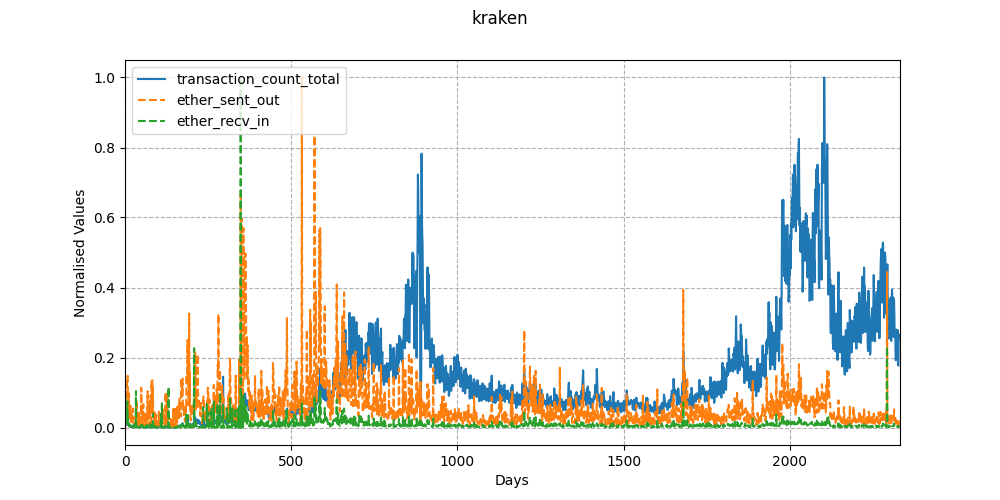 kraken
transaction_count_total
ether_sent_out
ether_recv_in
Normalised Values
1.0
0.8
0.6
0.4
0.2
0.0
0
500
1000
1500
2000
Days